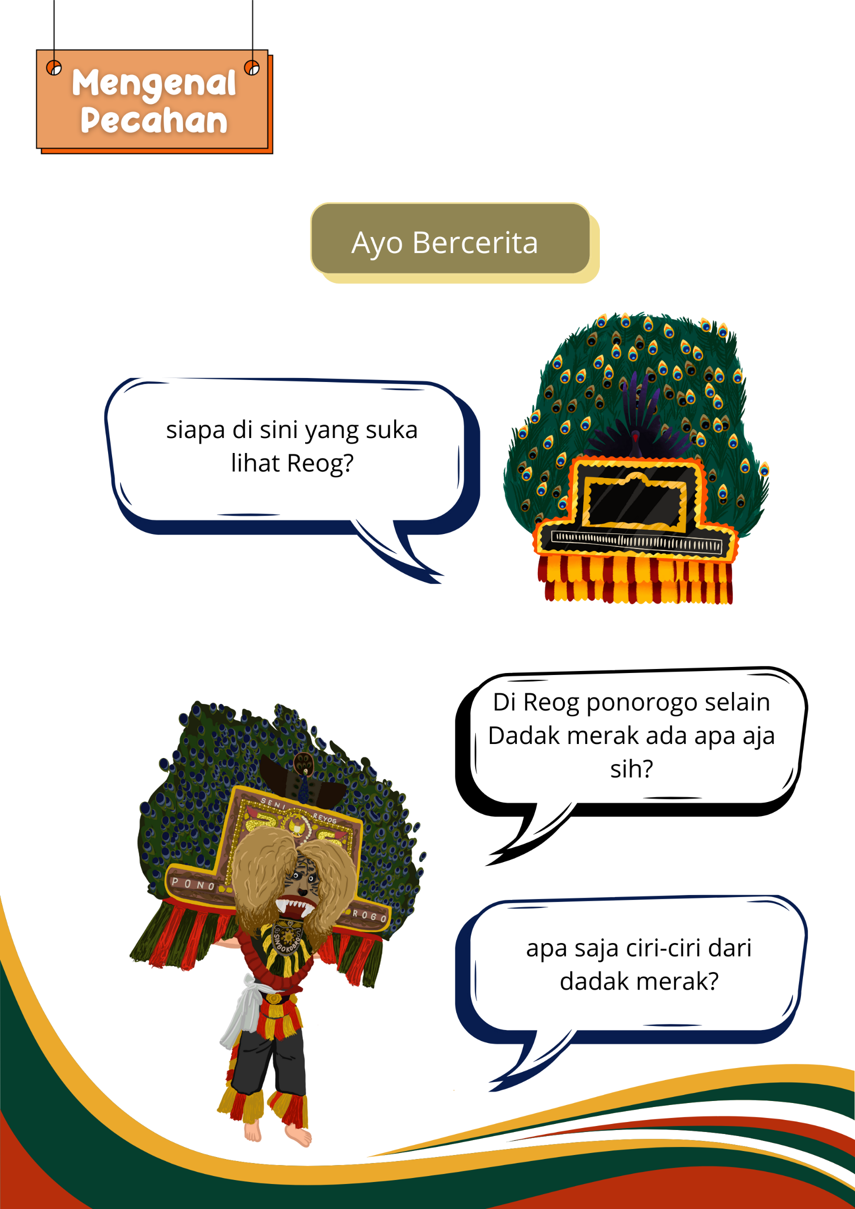 Mengenal
Pecahan
Ayo Bercerita
siapa di sini yang suka
lihat Reog?
Di Reog ponorogo selain
Dadak merak ada apa aja
sih?
SENI REYOG
PONO ROGO
apa saja ciri-ciri dari
dadak merak?